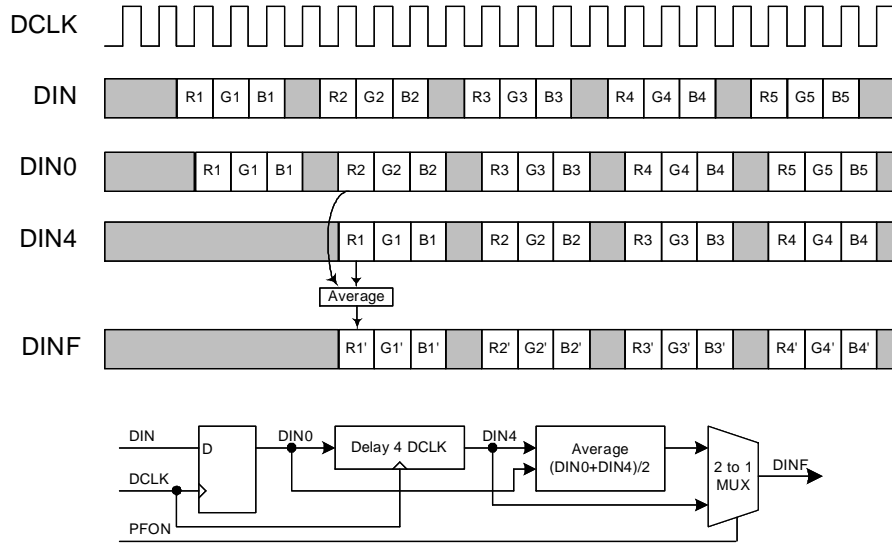 DCLK
DIN R1 G1 B1 R2 G2 B2 R3 G3 B3 R4 G4 B4 R5 G5 B5
DIN0 R1 G1 B1 R2 G2 B2 R3 G3 B3 R4 G4 B4 R5 G5 B5
DIN4 R1 G1 B1 R2 G2 B2 R3 G3 B3 R4 G4 B4
Average
DINF R1' G1' B1' R2' G2' B2' R3' G3' B3' R4' G4' B4'
DIN
D
DIN0
Delay 4 DCLK
DIN4
Average
(DIN0+DIN4)/2
2 to 1
MUX
DINF
DCLK
PFON